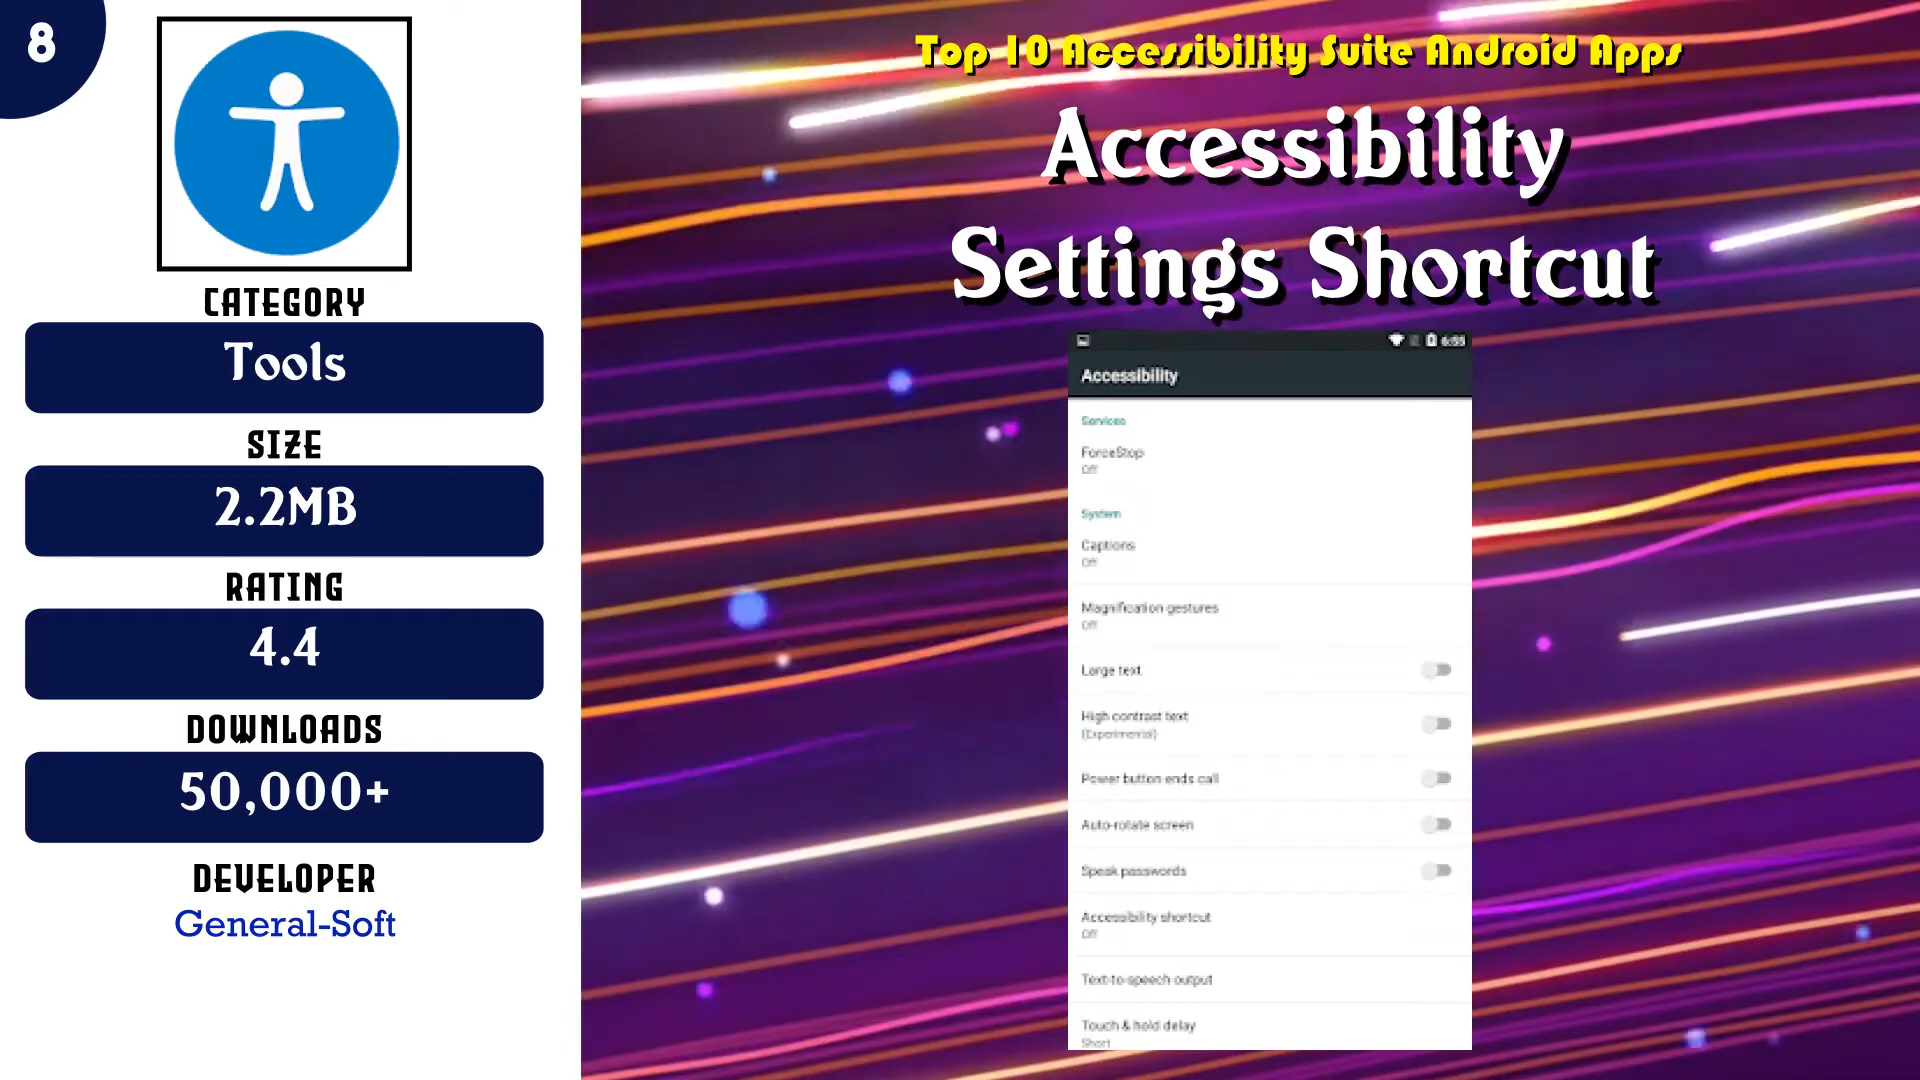 8
CATEGORY
Tools
SIZE
2.2MB
RATING
4.4
DOWNLOADS
50,000+
DEVELOPER
General-Soft
Top 10 Accessibility Suite Android Apps
Accessibility
Settings Shortcut
6:55
Accessibility
Services
ForceStop
Off
System
Captions
Off
Magnification gestures
Off
Large text
High contrast text
(Experimental)
Power button ends call
Auto-rotate screen
Speak passwords
Accessibility shortcut
Off
Text-to-speech output
Touch & hold delay
Short